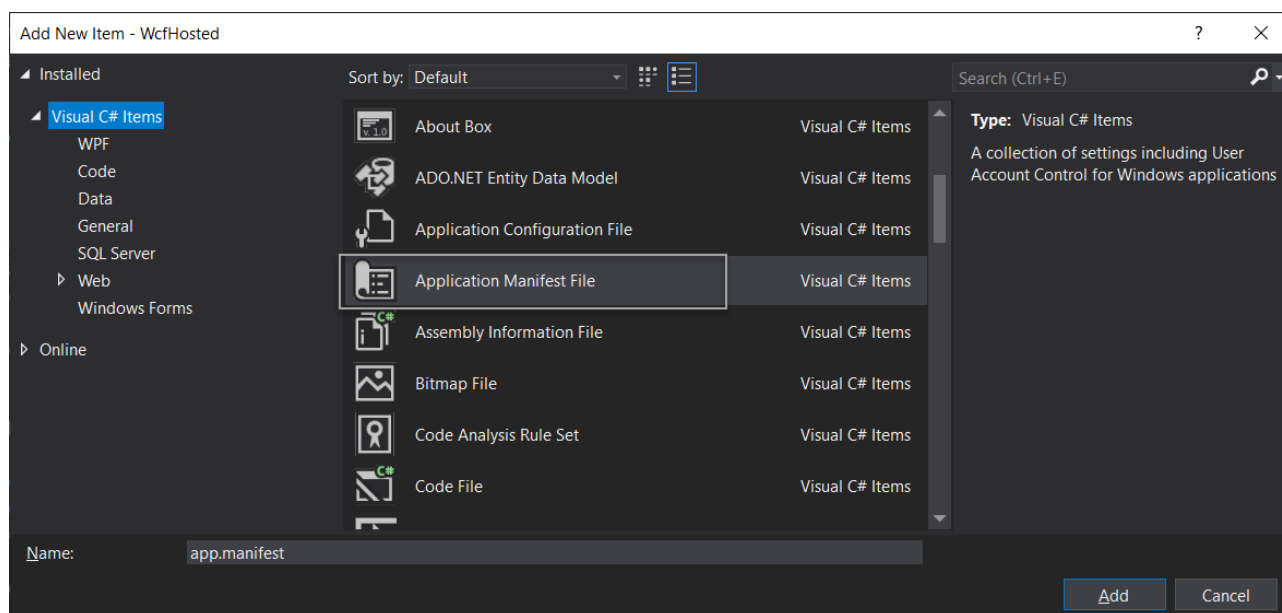 Add New Item - WcfHosted
?
Installed
Sort by: Default
Search (Ctrl+E)
Visual C# Items
WPF
Code
Data
General
SQL Server
Web
Windows Forms
Online
v. 1.0
About Box Visual C# Items
ADO.NET Entity Data Model Visual C# Items
Application Configuration File Visual C# Items
Application Manifest File Visual C# Items
C#
Assembly Information File Visual C# Items
Bitmap File Visual C# Items
Code Analysis Rule Set Visual C# Items
C#
Code File Visual C# Items
Type: Visual C# Items
A collection of settings including User
Account Control for Windows applications
Name: app.manifest
Add Cancel